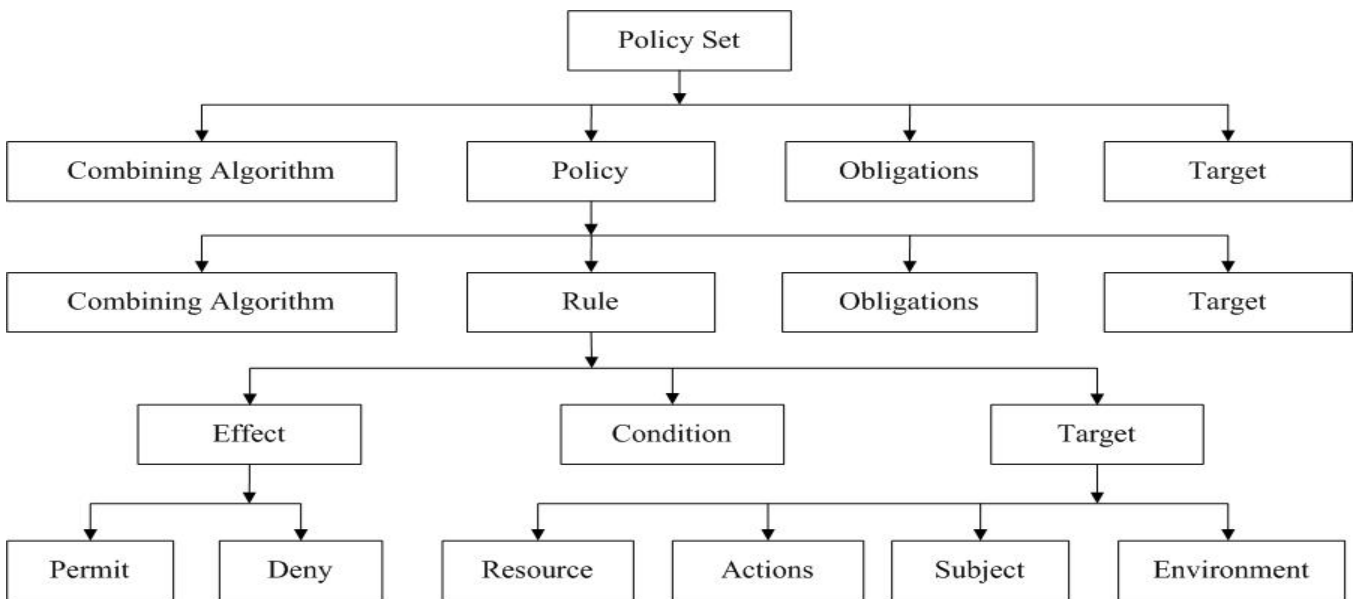 Policy Set
Combining Algorithm
Policy
Obligations
Target
Combining Algorithm
Rule
Obligations
Target
Effect
Condition
Target
Permit
Deny
Resource
Actions
Subject
Environment